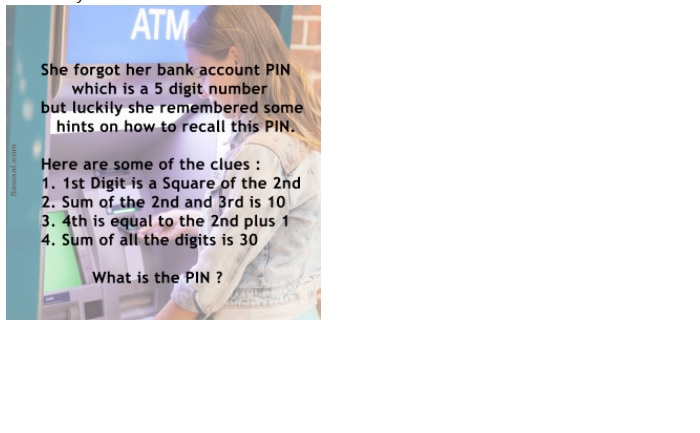 ATM
She forgot her bank account PIN
which is a 5 digit number
but luckily she remembered some
hints on how to recall this PIN.
Here are some of the clues :
1. 1st Digit is a Square of the 2nd
2. Sum of the 2nd and 3rd is 10
3. 4th is equal to the 2nd plus 1
4. Sum of all the digits is 30
What is the PIN ?
Sawaal.com